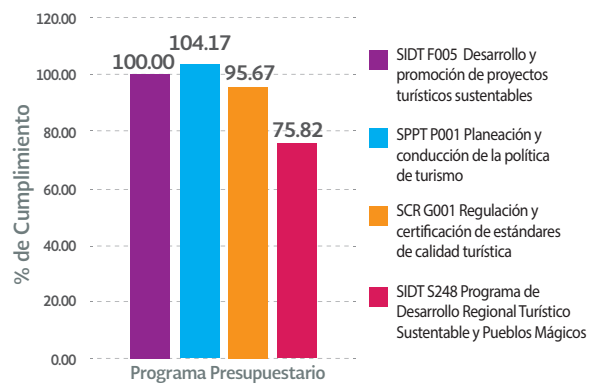 % de Cumplimiento
120.00
100.00
80.00
60.00
40.00
20.00
0.00
100.00
104.17
95.67
75.82
Programa Presupuestario
SIDT F005 Desarrollo y
promoción de proyectos
turísticos sustentables
SPPT P001 Planeación y
conducción de la política
de turismo
SCR G001 Regulación y
certificación de estándares
de calidad turística
SIDT S248 Programa de
Desarrollo Regional Turístico
Sustentable y Pueblos Mágicos